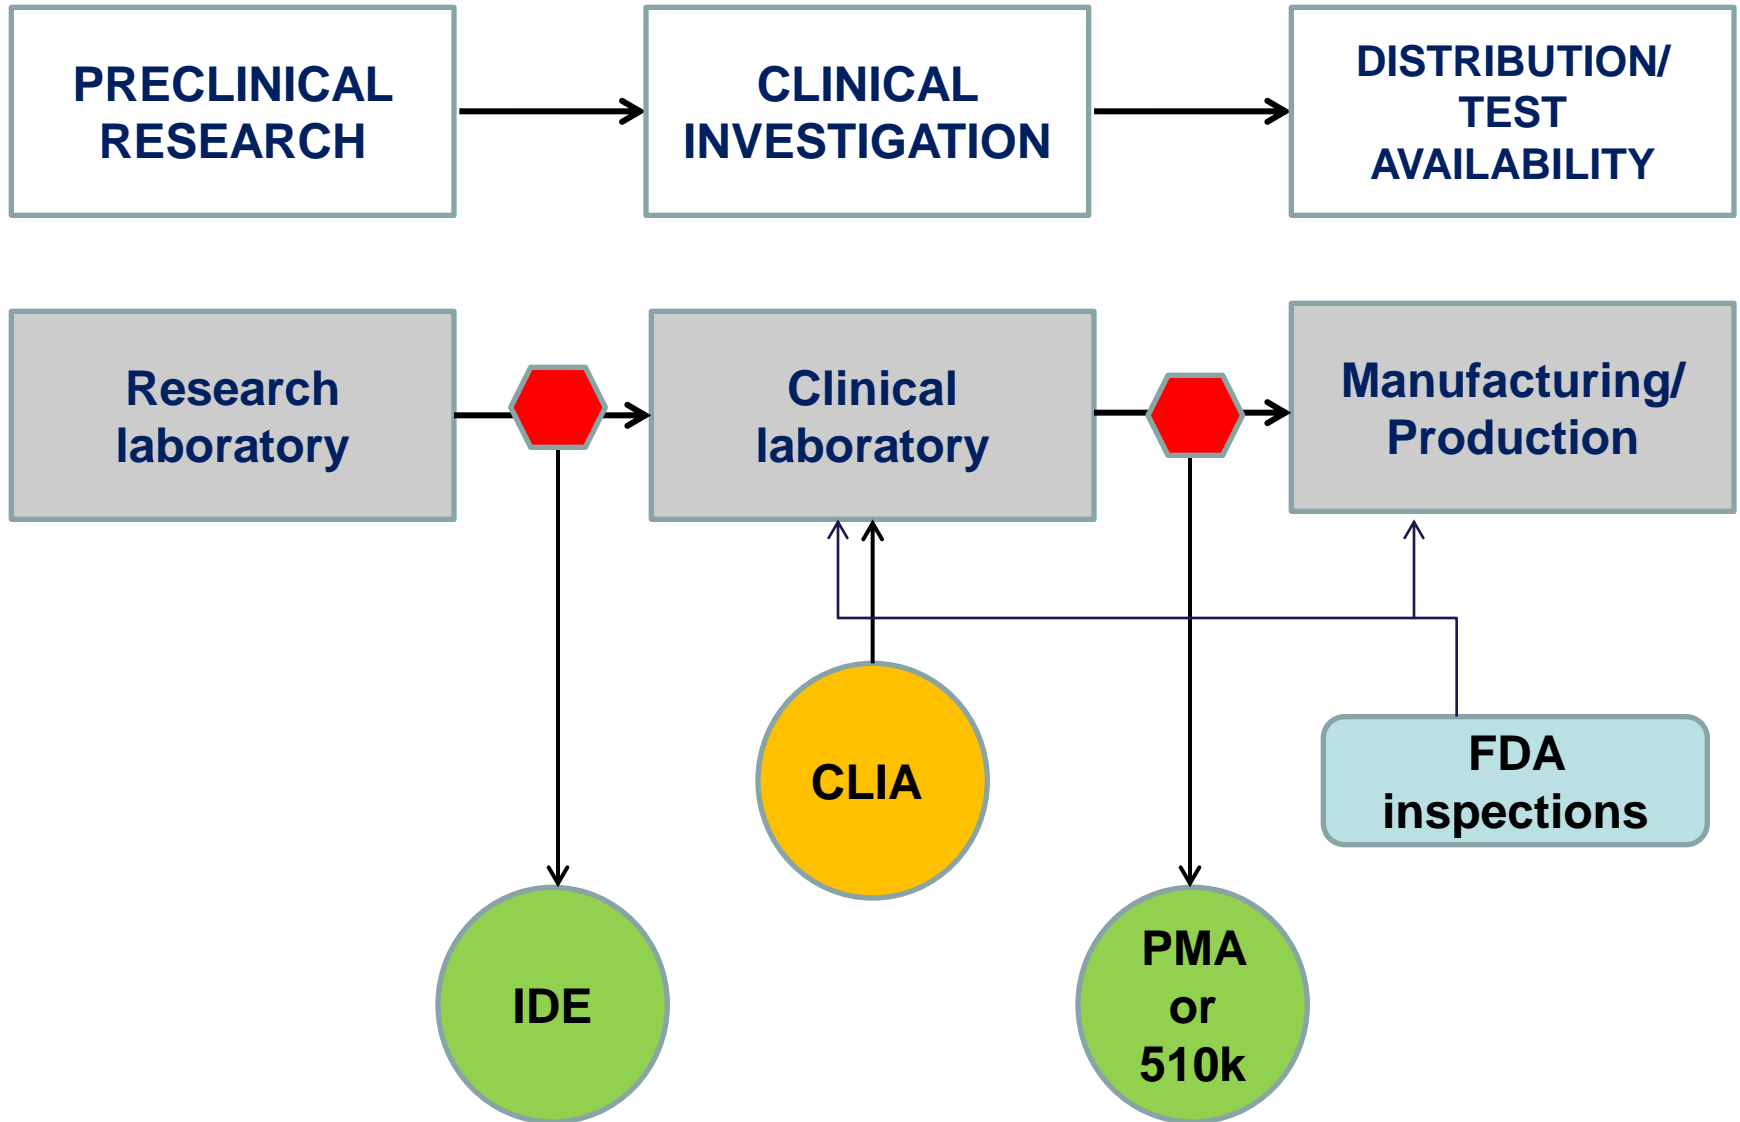 PRECLINICAL
RESEARCH
CLINICAL
INVESTIGATION
DISTRIBUTION/
TEST
AVAILABILITY
Research
laboratory
Clinical
laboratory
Manufacturing/
Production
CLIA
FDA
inspections
IDE
PMA
or
510k